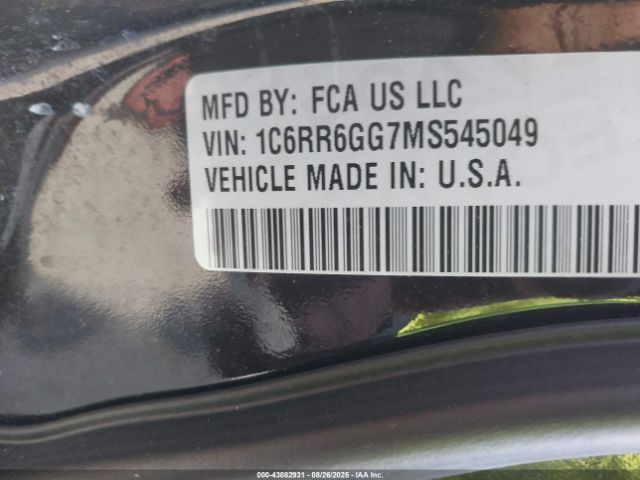 MFD BY: FCA US LLC
VIN: 1C6RR6GG7MS545049
VEHICLE MADE IN: U.S.A.
000-43082931 - 08/26/2025 - IAA Inc.